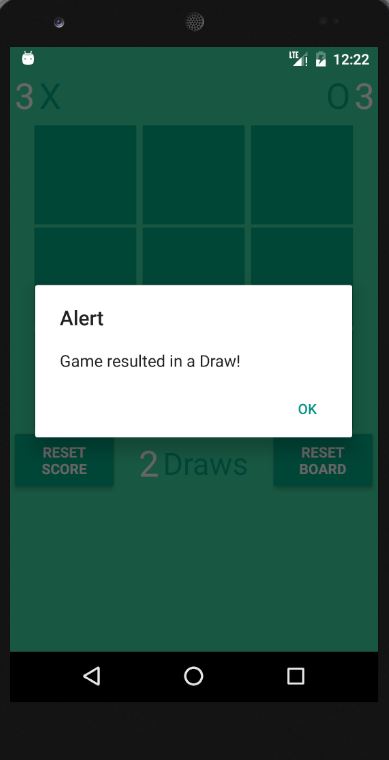 LTE 12:22
3 X O 3
Alert
Game resulted in a Draw!
OK
RESET
SCORE
2 Draws
RESET
BOARD